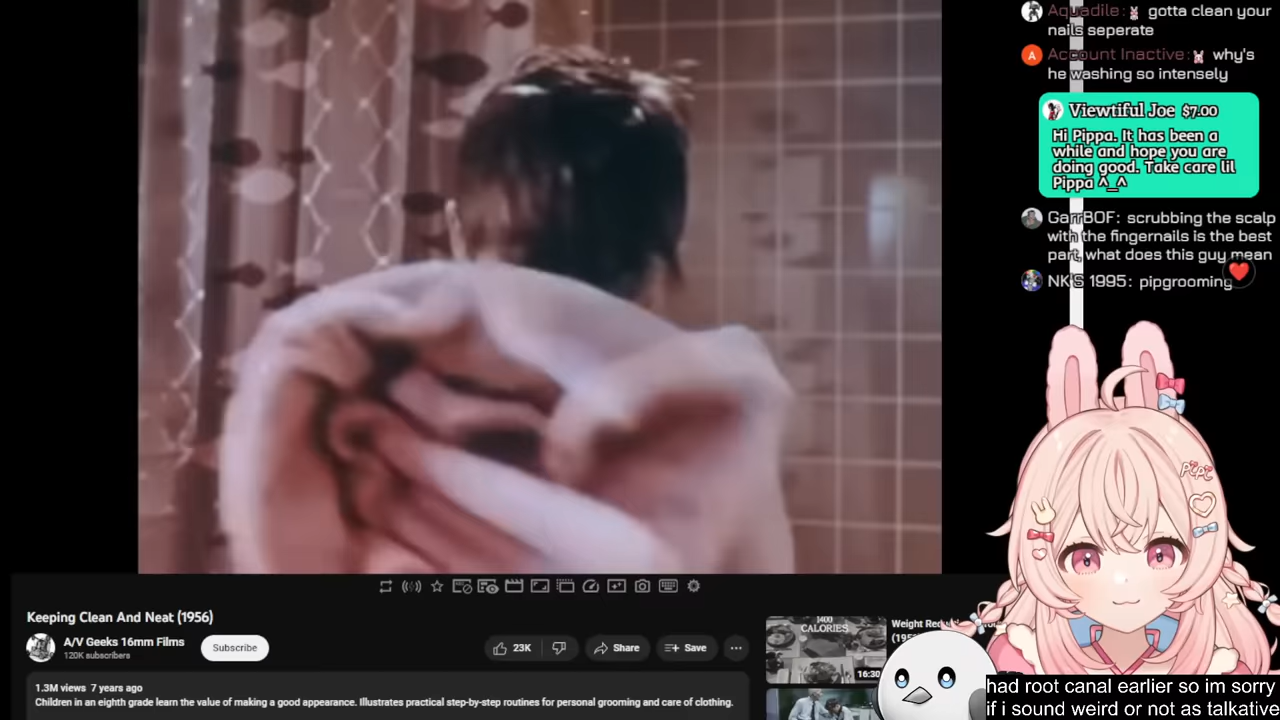 Aquadile: gotta clean your
nails seperate
A Account Inactive: why's
he washing so intensely
Viewtiful Joe $7.00
Hi Pippa. It has been a
while and hope you are
doing good. Take care lil
Pippa ^_^
GarrBOF: scrubbing the scalp
with the fingernails is the best
part, what does this guy mean
NK'S 1995: pipgrooming
PiPi
Keeping Clean And Neat (1956)
A/V Geeks 16mm Films
120K subscribers
Subscribe
23K
Share
Save
1.3M views 7 years ago
Children in an eighth grade learn the value of making a good appearance. Illustrates practical step-by-step routines for personal grooming and care of clothing.
1400
CALORIES
16:30
had root canal earlier so im sorry
if i sound weird or not as talkative